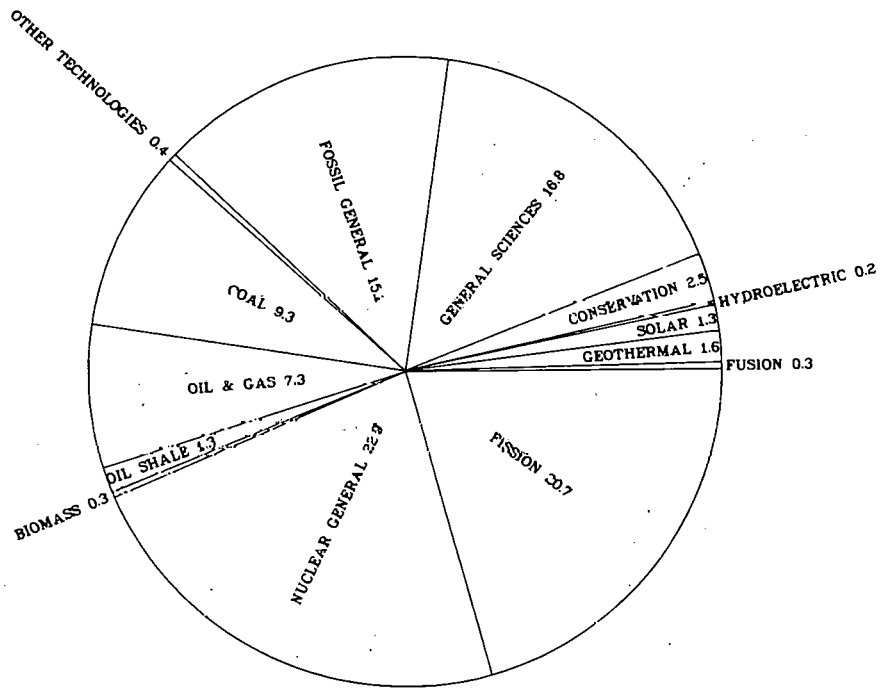 OTHER TECHNOLOGIES 0.4
FOSSIL GENERAL
GENERAL SCIENCES 16.8
COAL 9.3
CONSERVATION 2.5
HYDROELECTRIC 0.2
SOLAR 1.3
GEOTHERMAL 1.6
FUSION 0.3
OIL & GAS 7.3
OIL SHALE 1.3
BIOMASS 0.3
NUCLEAR GENERAL
FISSION